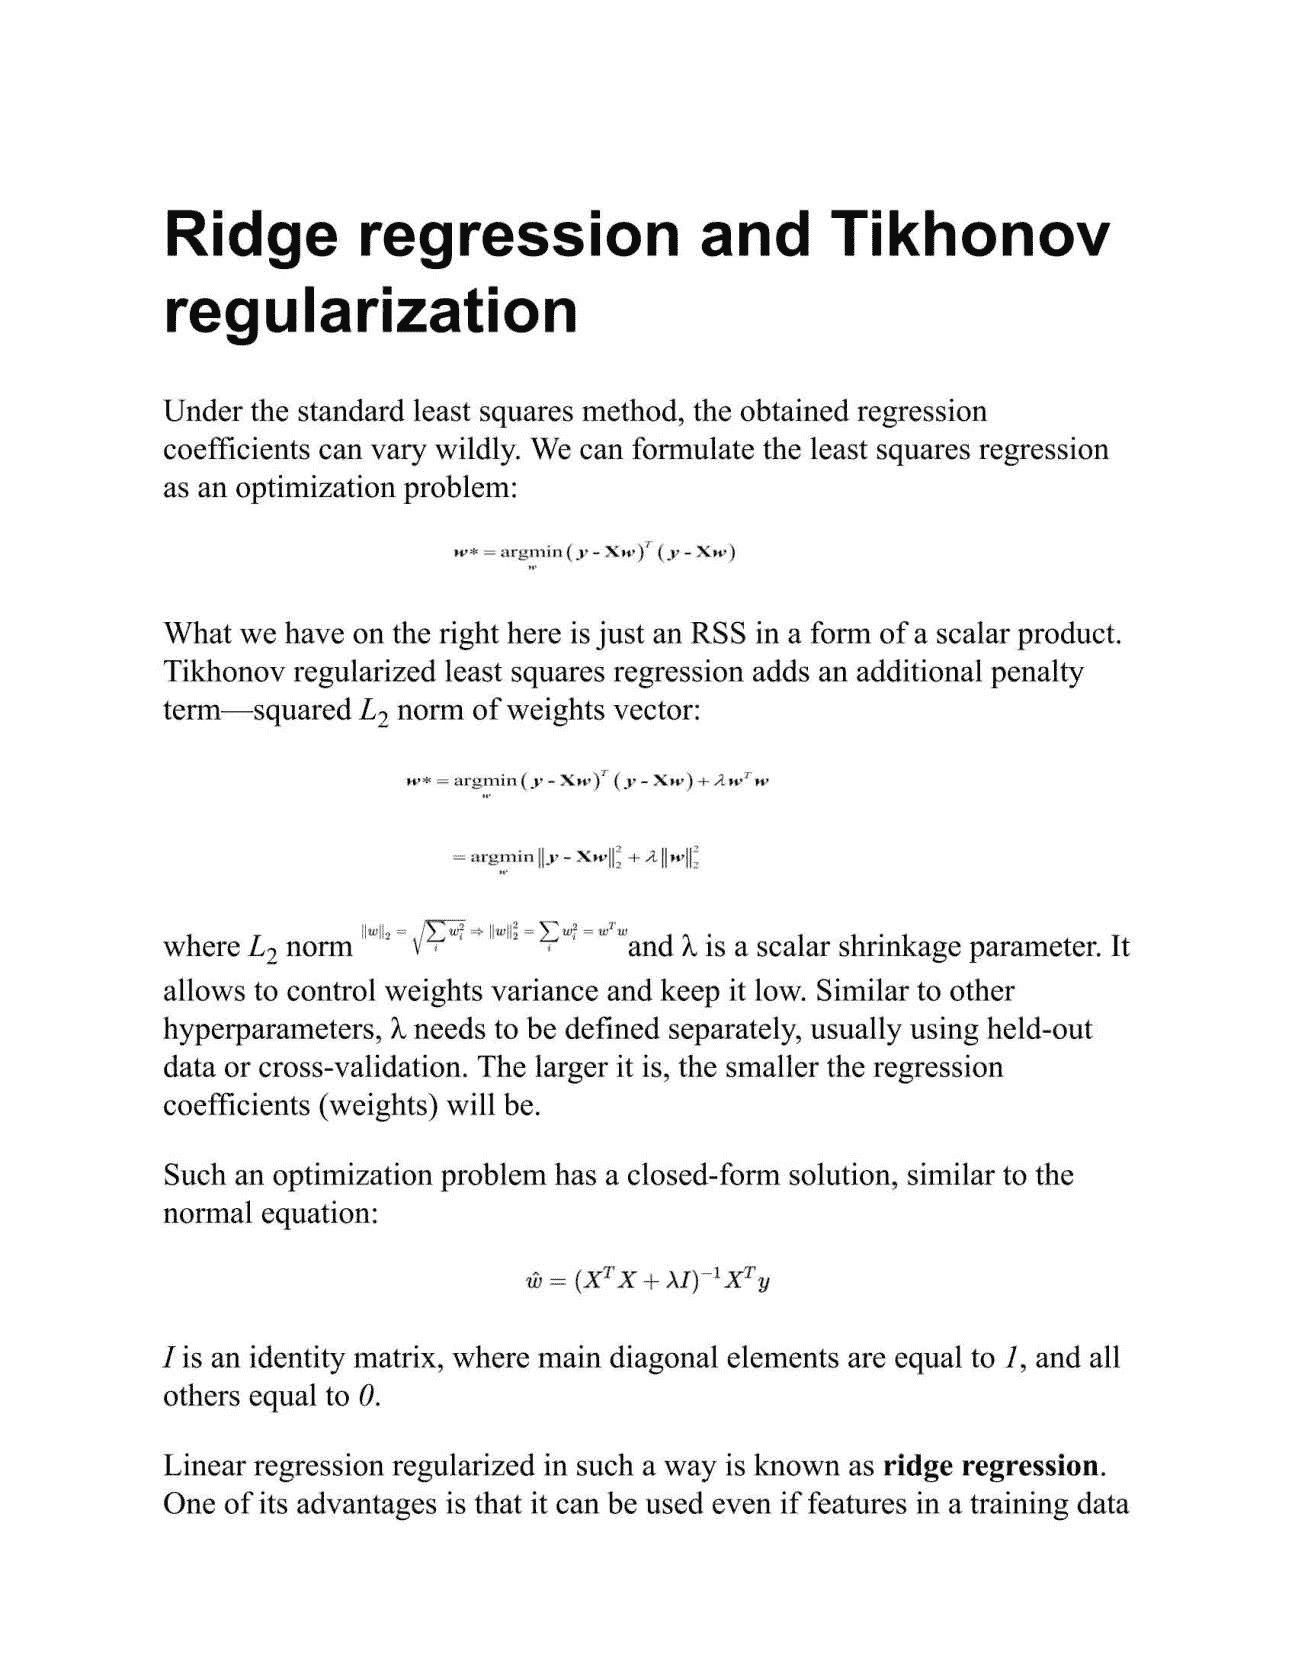 Ridge regression and Tikhonov
regularization
Under the standard least squares method, the obtained regression
coefficients can vary wildly. We can formulate the least squares regression
as an optimization problem:
w* = argmin_w (y - Xw)^T (y - Xw)
What we have on the right here is just an RSS in a form of a scalar product.
Tikhonov regularized least squares regression adds an additional penalty
term—squared L₂ norm of weights vector:
w* = argmin_w (y - Xw)^T (y - Xw) + λw^T w
= argmin_w ‖y - Xw‖₂² + λ‖w‖₂²
where L₂ norm ‖w‖₂ = √(∑_i w_i²) ⇒ ‖w‖₂² = ∑_i w_i² = w^T w and λ is a scalar shrinkage parameter. It
allows to control weights variance and keep it low. Similar to other
hyperparameters, λ needs to be defined separately, usually using held-out
data or cross-validation. The larger it is, the smaller the regression
coefficients (weights) will be.
Such an optimization problem has a closed-form solution, similar to the
normal equation:
ŵ = (X^T X + λI)^−1 X^T y
I is an identity matrix, where main diagonal elements are equal to 1, and all
others equal to 0.
Linear regression regularized in such a way is known as ridge regression.
One of its advantages is that it can be used even if features in a training data